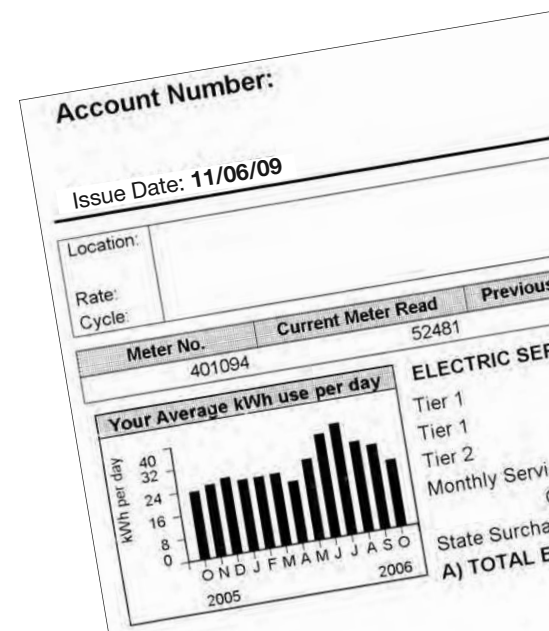 Account Number:
Issue Date: 11/06/09
Location:
Rate:
Cycle:
Meter No. Current Meter Read Previous
401094 52481
Your Average kWh use per day
kWh per day
40
32
24
16
8
0
O N D J F M A M J J A S O
2005 2006
ELECTRIC SER
Tier 1
Tier 1
Tier 2
Monthly Servi
State Surcha
A) TOTAL E